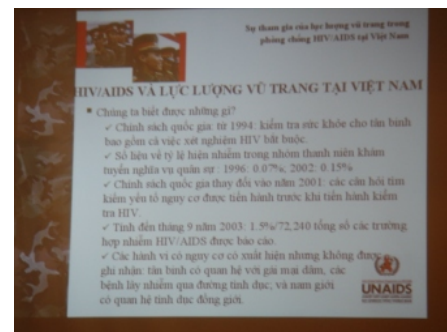 Sự tham gia của lực lượng vũ trang trong
phòng chống HIV/AIDS tại Việt Nam
HIV/AIDS VÀ LỰC LƯỢNG VŨ TRANG TẠI VIỆT NAM
Chúng ta biết được những gì?
✓ Chính sách quốc gia: từ 1994: kiểm tra sức khỏe cho tân binh
bao gồm cả việc xét nghiệm HIV bắt buộc.
✓ Số liệu về tỷ lệ hiện nhiễm trong nhóm thanh niên khám
tuyển nghĩa vụ quân sự : 1996: 0.07%; 2002: 0.15%
✓ Chính sách quốc gia thay đổi vào năm 2001: các câu hỏi tìm
kiếm yếu tố nguy cơ được tiến hành trước khi tiến hành kiểm
tra HIV.
✓ Tính đến tháng 9 năm 2003: 1.5%/72,240 tổng số các trường
hợp nhiễm HIV/AIDS được báo cáo.
✓ Các hành vi có nguy cơ có xuất hiện nhưng không được
ghi nhận: tân binh có quan hệ với gái mại dâm, các
bệnh lây nhiễm qua đường tình dục; và nam giới
có quan hệ tình dục đồng giới.
UNAIDS